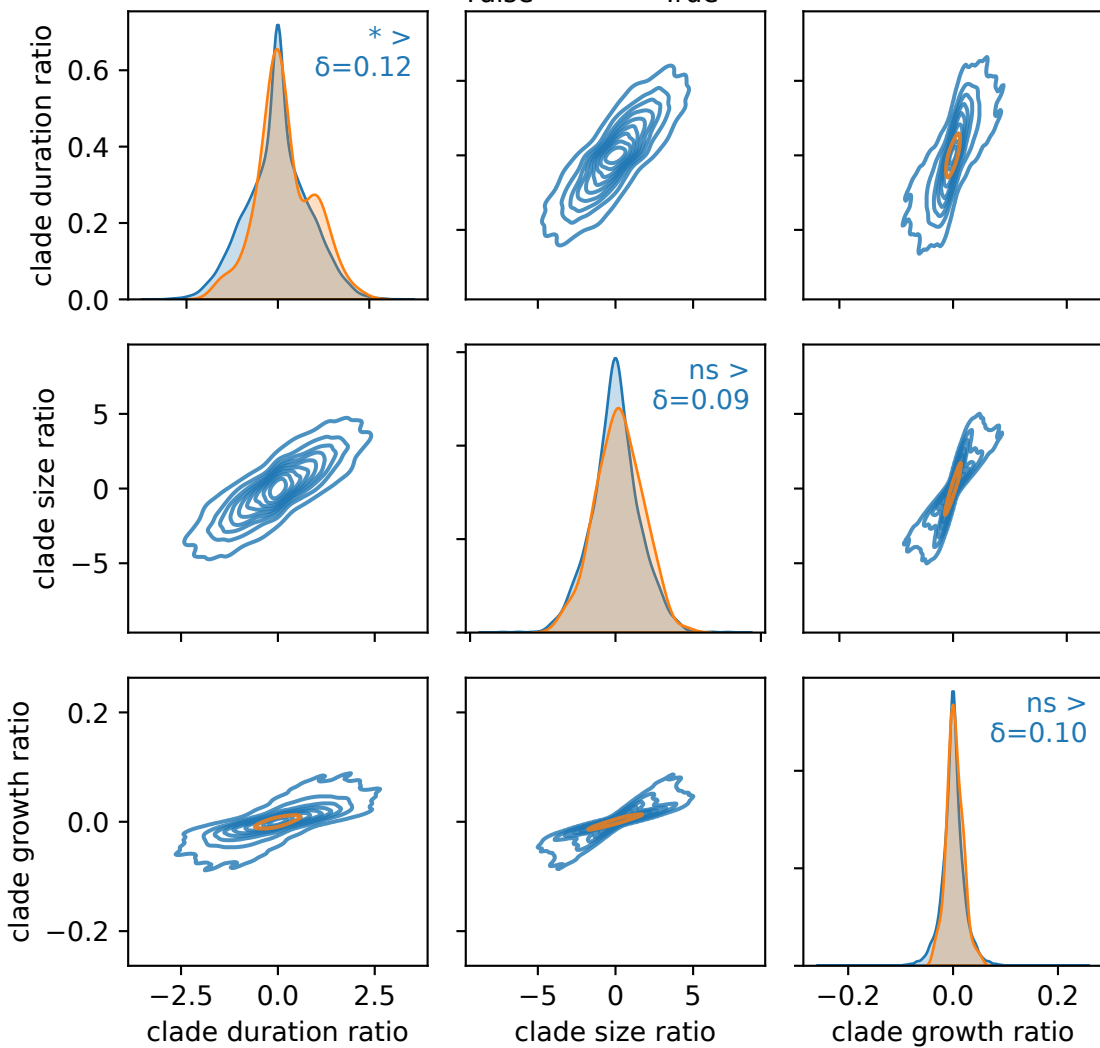 True
clade duration ratio
0.6
0.4
0.2
0.0
* >
δ=0.12
clade size ratio
5
0
−5
ns >
δ=0.09
clade growth ratio
0.2
0.0
−0.2
ns >
δ=0.10
−2.5 0.0 2.5
−5 0 5
−0.2 0.0 0.2
clade duration ratio
clade size ratio
clade growth ratio